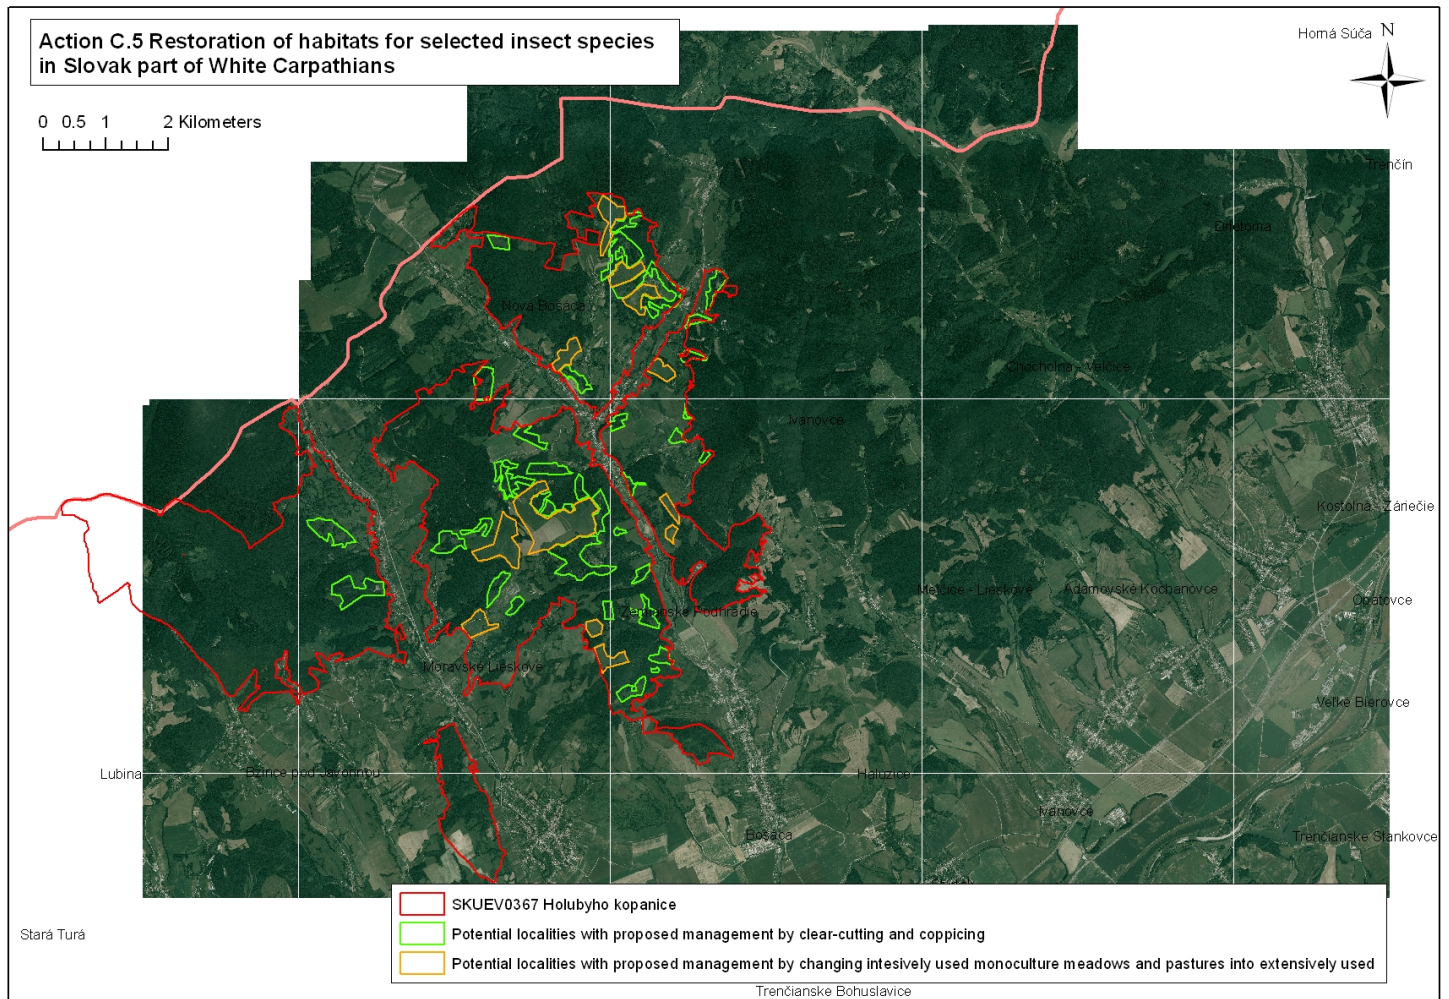 Action C.5 Restoration of habitats for selected insect species
in Slovak part of White Carpathians
0 0.5 1 2 Kilometers
Horná Súča N
Trenčín
Drietoma
Nová Bošáca
Chocholná - Velčice
Ivanovce
Kostolná - Záriečie
Melčice - Lieskové
Adamovské Kochanovce
Opatovce
Zemianske Podhradie
Moravské Lieskové
Veľké Bierovce
Lubina
Bzince pod Javorinou
Haluzice
Ivanovce
Bošáca
Trenčianske Stankovce
SKUEV0367 Holubyho kopanice
Potential localities with proposed management by clear-cutting and coppicing
Potential localities with proposed management by changing intesively used monoculture meadows and pastures into extensively used
Stará Turá
Trenčianske Bohuslavice